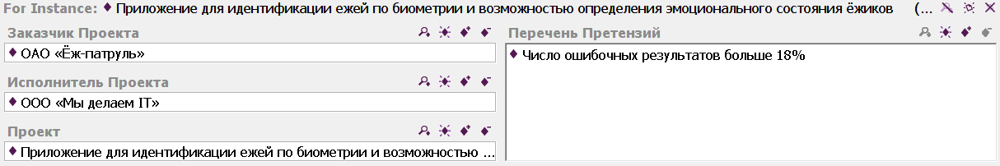 For Instance: Приложение для идентификации ежей по биометрии и возможностью определения эмоционального состояния ёжиков (...
Заказчик Проекта
ОАО «Ёж-патруль»
Исполнитель Проекта
ООО «Мы делаем IT»
Проект
Приложение для идентификации ежей по биометрии и возможностью ...
Перечень Претензий
Число ошибочных результатов больше 18%